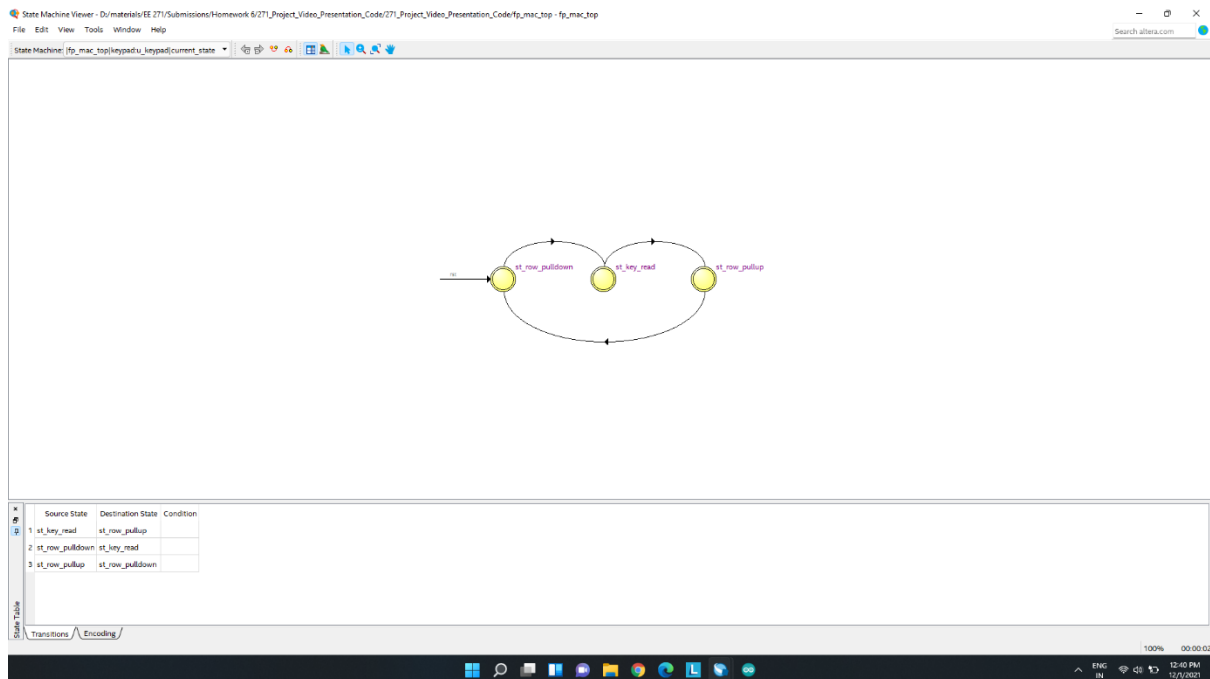 State Machine Viewer - D:/materials/EE 271/Submissions/Homework 6/271_Project_Video_Presentation_Code/271_Project_Video_Presentation_Code/fp_mac_top - fp_mac_top
File Edit View Tools Window Help
Search altera.com
State Machine: |fp_mac_top|keypad:u_keypad|current_state
st_row_pulldown st_key_read st_row_pullup
Source State Destination State Condition
1 st_key_read st_row_pullup
2 st_row_pulldown st_key_read
3 st_row_pullup st_row_pulldown
State Table
Transitions Encoding
100% 00:00:02
L
ENG 12:40 PM
IN 12/1/2021